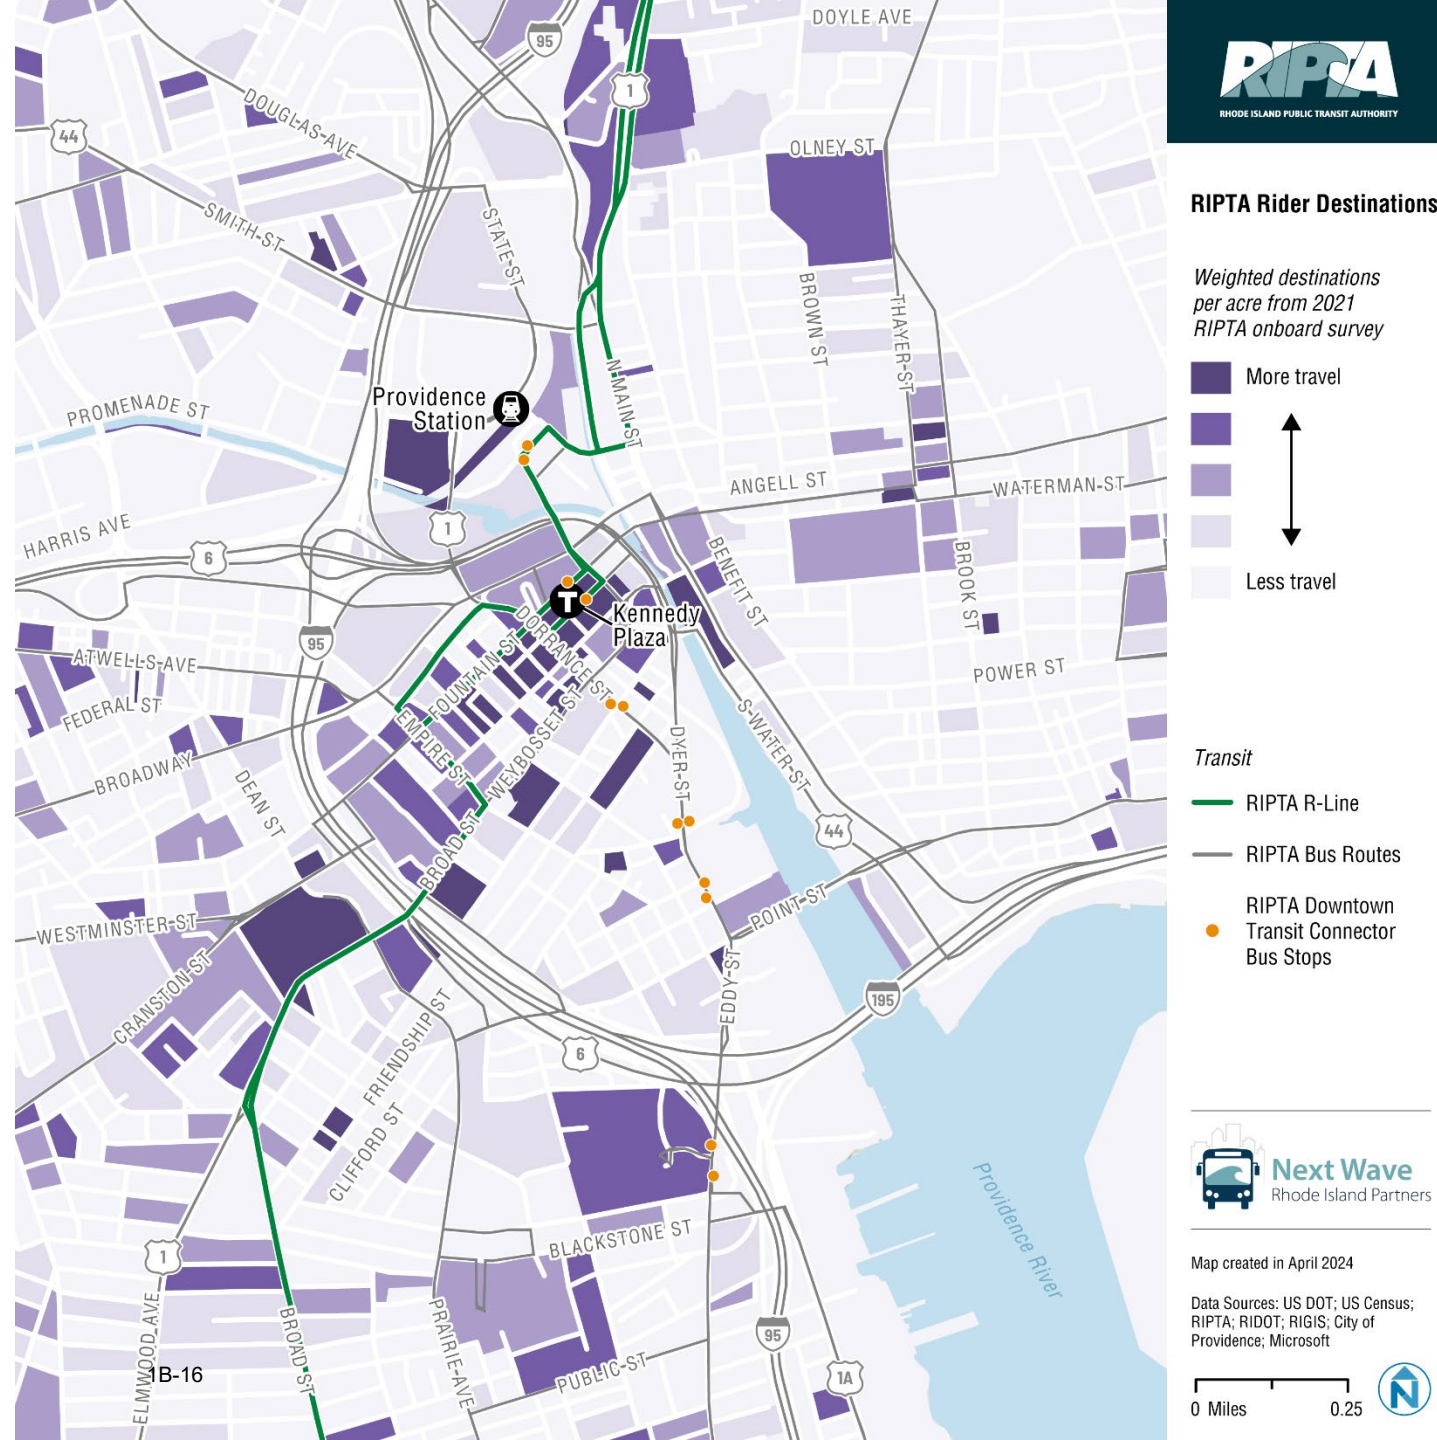 DOYLE AVE
95
1
DOUGLAS AVE
44
OLNEY ST
SMITH ST
STATE ST
BROWN ST
THAYER ST
N MAIN ST
Providence
Station
PROMENADE ST
ANGELL ST
WATERMAN ST
HARRIS AVE
6
1
BENEFIT ST
BROOK ST
T
Kennedy
Plaza
DORRANCE ST
FOUNTAIN ST
95
ATWELLS AVE
POWER ST
FEDERAL ST
EMPIRE ST
WEYBOSSET ST
DYER ST
S WATER ST
BROADWAY
DEAN ST
44
BROAD ST
POINT ST
WESTMINSTER ST
CRANSTON ST
EDDY ST
195
FRIENDSHIP ST
6
CLIFFORD ST
Providence River
BLACKSTONE ST
1
ELMWOOD AVE
BROAD ST
PRAIRIE AVE
95
PUBLIC ST
1A
1B-16
RIPTA
RHODE ISLAND PUBLIC TRANSIT AUTHORITY
RIPTA Rider Destinations
Weighted destinations
per acre from 2021
RIPTA onboard survey
More travel
Less travel
Transit
RIPTA R-Line
RIPTA Bus Routes
RIPTA Downtown
Transit Connector
Bus Stops
Next Wave
Rhode Island Partners
Map created in April 2024
Data Sources: US DOT; US Census;
RIPTA; RIDOT; RIGIS; City of
Providence; Microsoft
0 Miles 0.25
N